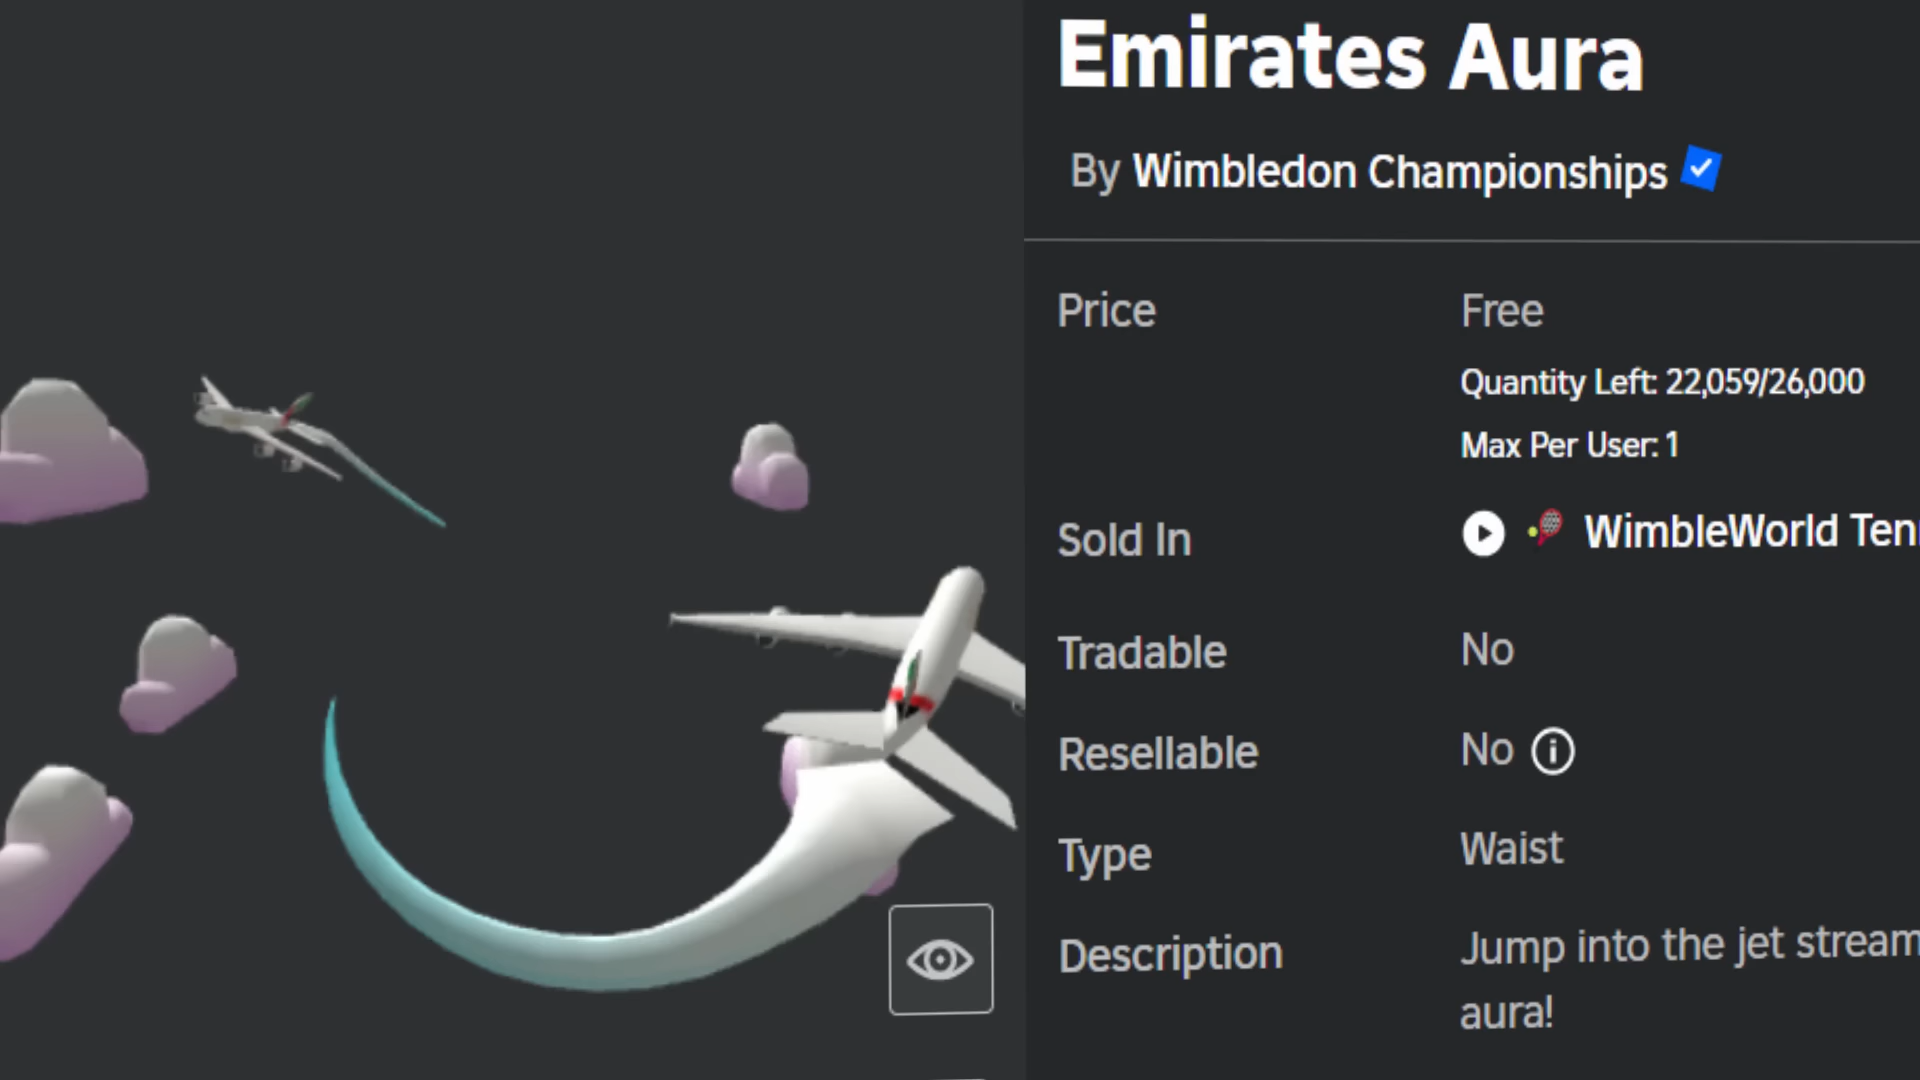 Emirates Aura
By Wimbledon Championships
Price Free
Quantity Left: 22,059/26,000
Max Per User: 1
Sold In WimbleWorld
Tradable No
Resellable No
Type Waist
Description Jump into the jet stream
aura!